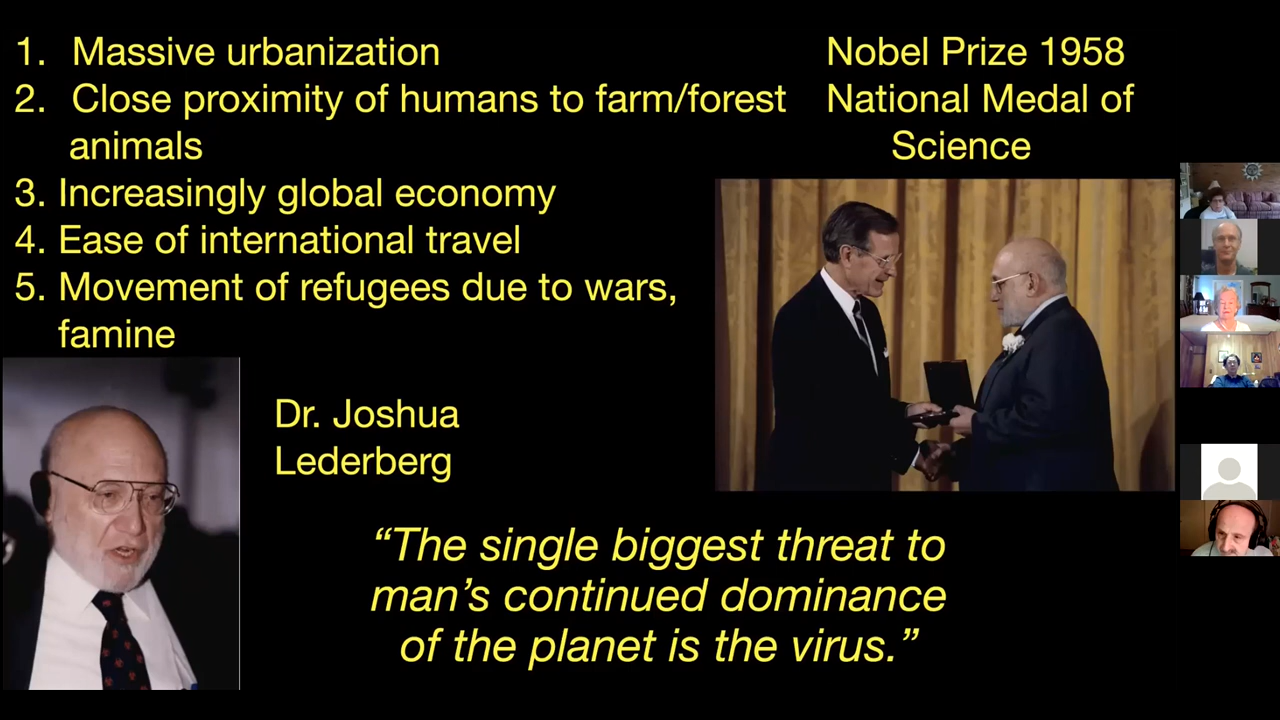 1. Massive urbanization
2. Close proximity of humans to farm/forest
animals
3. Increasingly global economy
4. Ease of international travel
5. Movement of refugees due to wars,
famine
Nobel Prize 1958
National Medal of
Science
Dr. Joshua
Lederberg
“The single biggest threat to
man’s continued dominance
of the planet is the virus.”